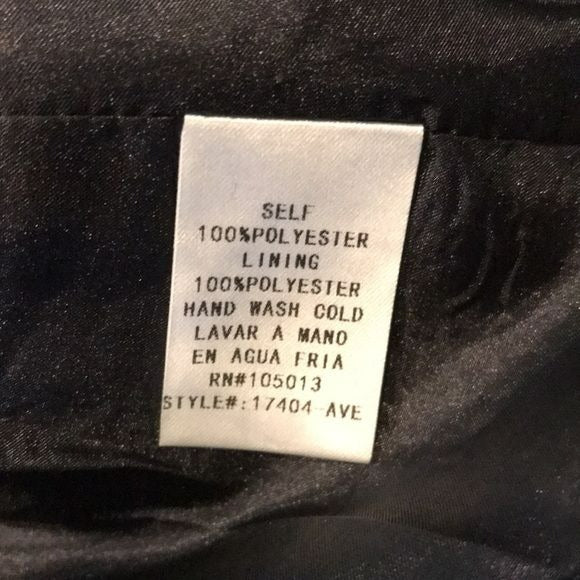 SELF
100%POLYESTER
LINING
100%POLYESTER
HAND WASH COLD
LAVAR A MANO
EN AGUA FRIA
RN#105013
STYLE#:17404-AVE